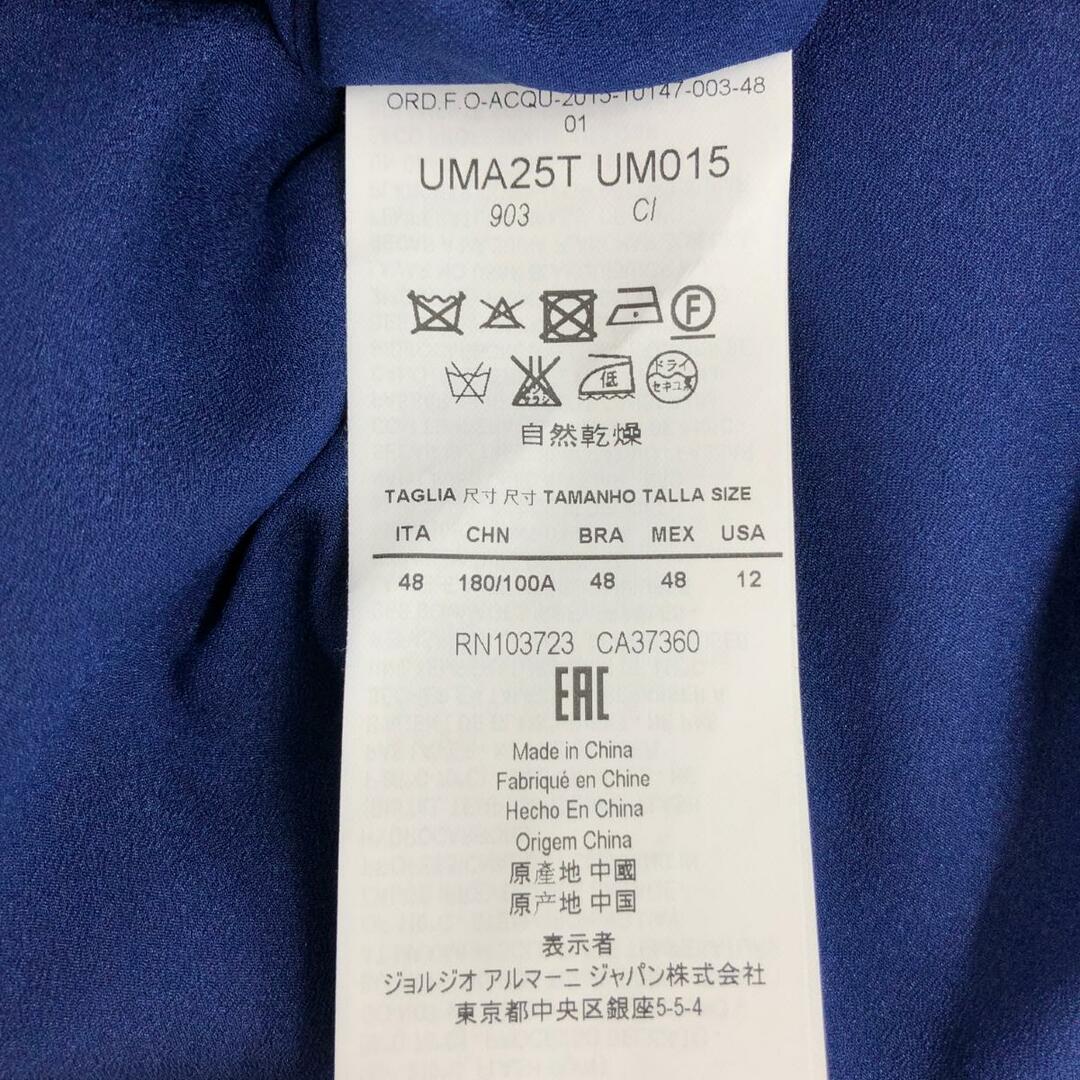 ORD.F.O-ACQU-2015-10147-003-48
01
UMA25T UM015
903 CI
F
低 ドライ セキユ系
自然乾燥
TAGLIA 尺寸 尺寸 TAMANHO TALLA SIZE
ITA CHN BRA MEX USA
48 180/100A 48 48 12
RN103723 CA37360
EAC
Made in China
Fabriqué en Chine
Hecho En China
Origem China
原產地 中國
原产地 中国
表示者
ジョルジオ アルマーニ ジャパン株式会社
東京都中央区銀座5-5-4